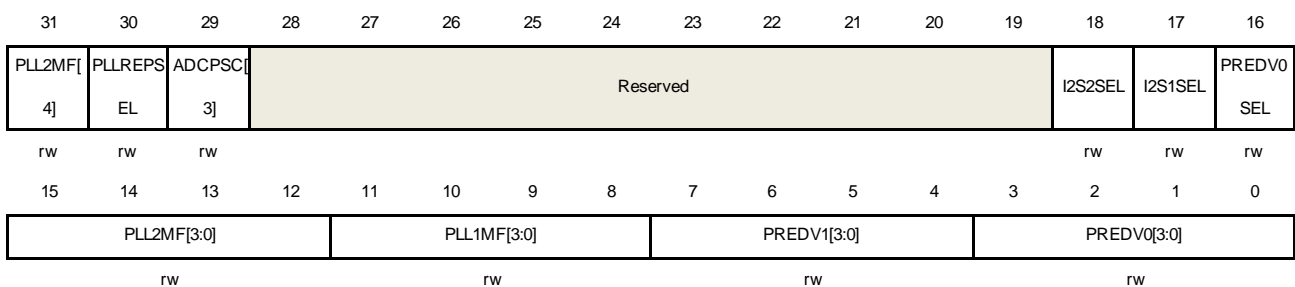 31 30 29 28 27 26 25 24 23 22 21 20 19 18 17 16
PLL2MF[ PLLREPS ADCPSC[ PREDV0
Reserved I2S2SEL I2S1SEL
4] EL 3] SEL
rw rw rw rw rw rw
15 14 13 12 11 10 9 8 7 6 5 4 3 2 1 0
PLL2MF[3:0] PLL1MF[3:0] PREDV1[3:0] PREDV0[3:0]
rw rw rw rw